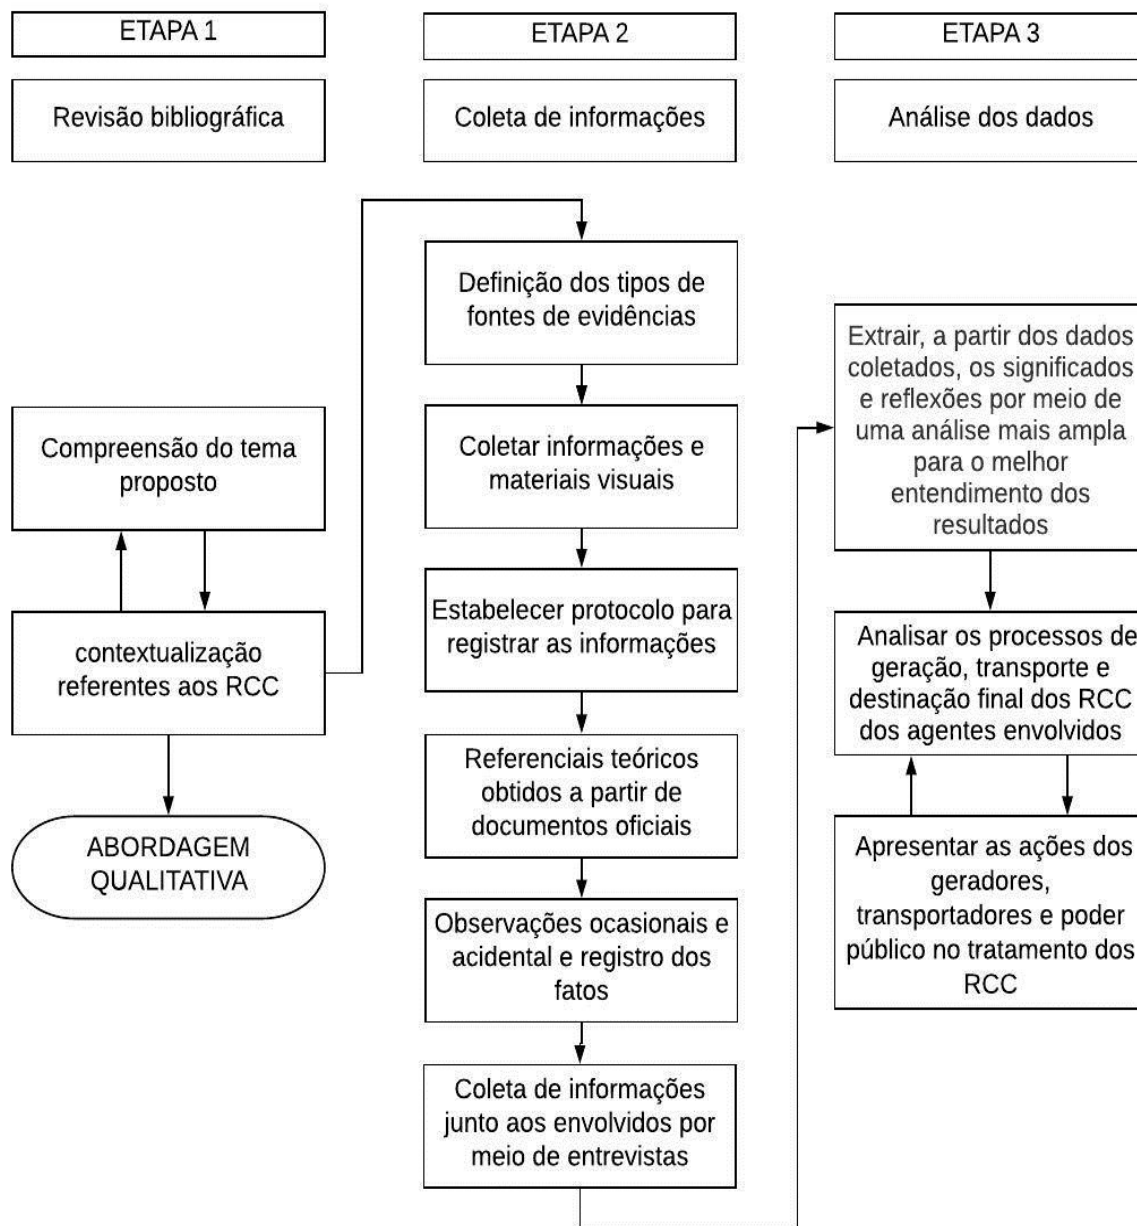 ETAPA 1
Revisão bibliográfica
Compreensão do tema
proposto
contextualização
referentes aos RCC
ABORDAGEM
QUALITATIVA
ETAPA 2
Coleta de informações
Definição dos tipos de
fontes de evidências
Coletar informações e
materiais visuais
Estabelecer protocolo para
registrar as informações
Referenciais teóricos
obtidos a partir de
documentos oficiais
Observações ocasionais e
acidental e registro dos
fatos
Coleta de informações
junto aos envolvidos por
meio de entrevistas
ETAPA 3
Análise dos dados
Extrair, a partir dos dados
coletados, os significados
e reflexões por meio de
uma análise mais ampla
para o melhor
entendimento dos
resultados
Analisar os processos de
geração, transporte e
destinação final dos RCC
dos agentes envolvidos
Apresentar as ações dos
geradores,
transportadores e poder
público no tratamento dos
RCC